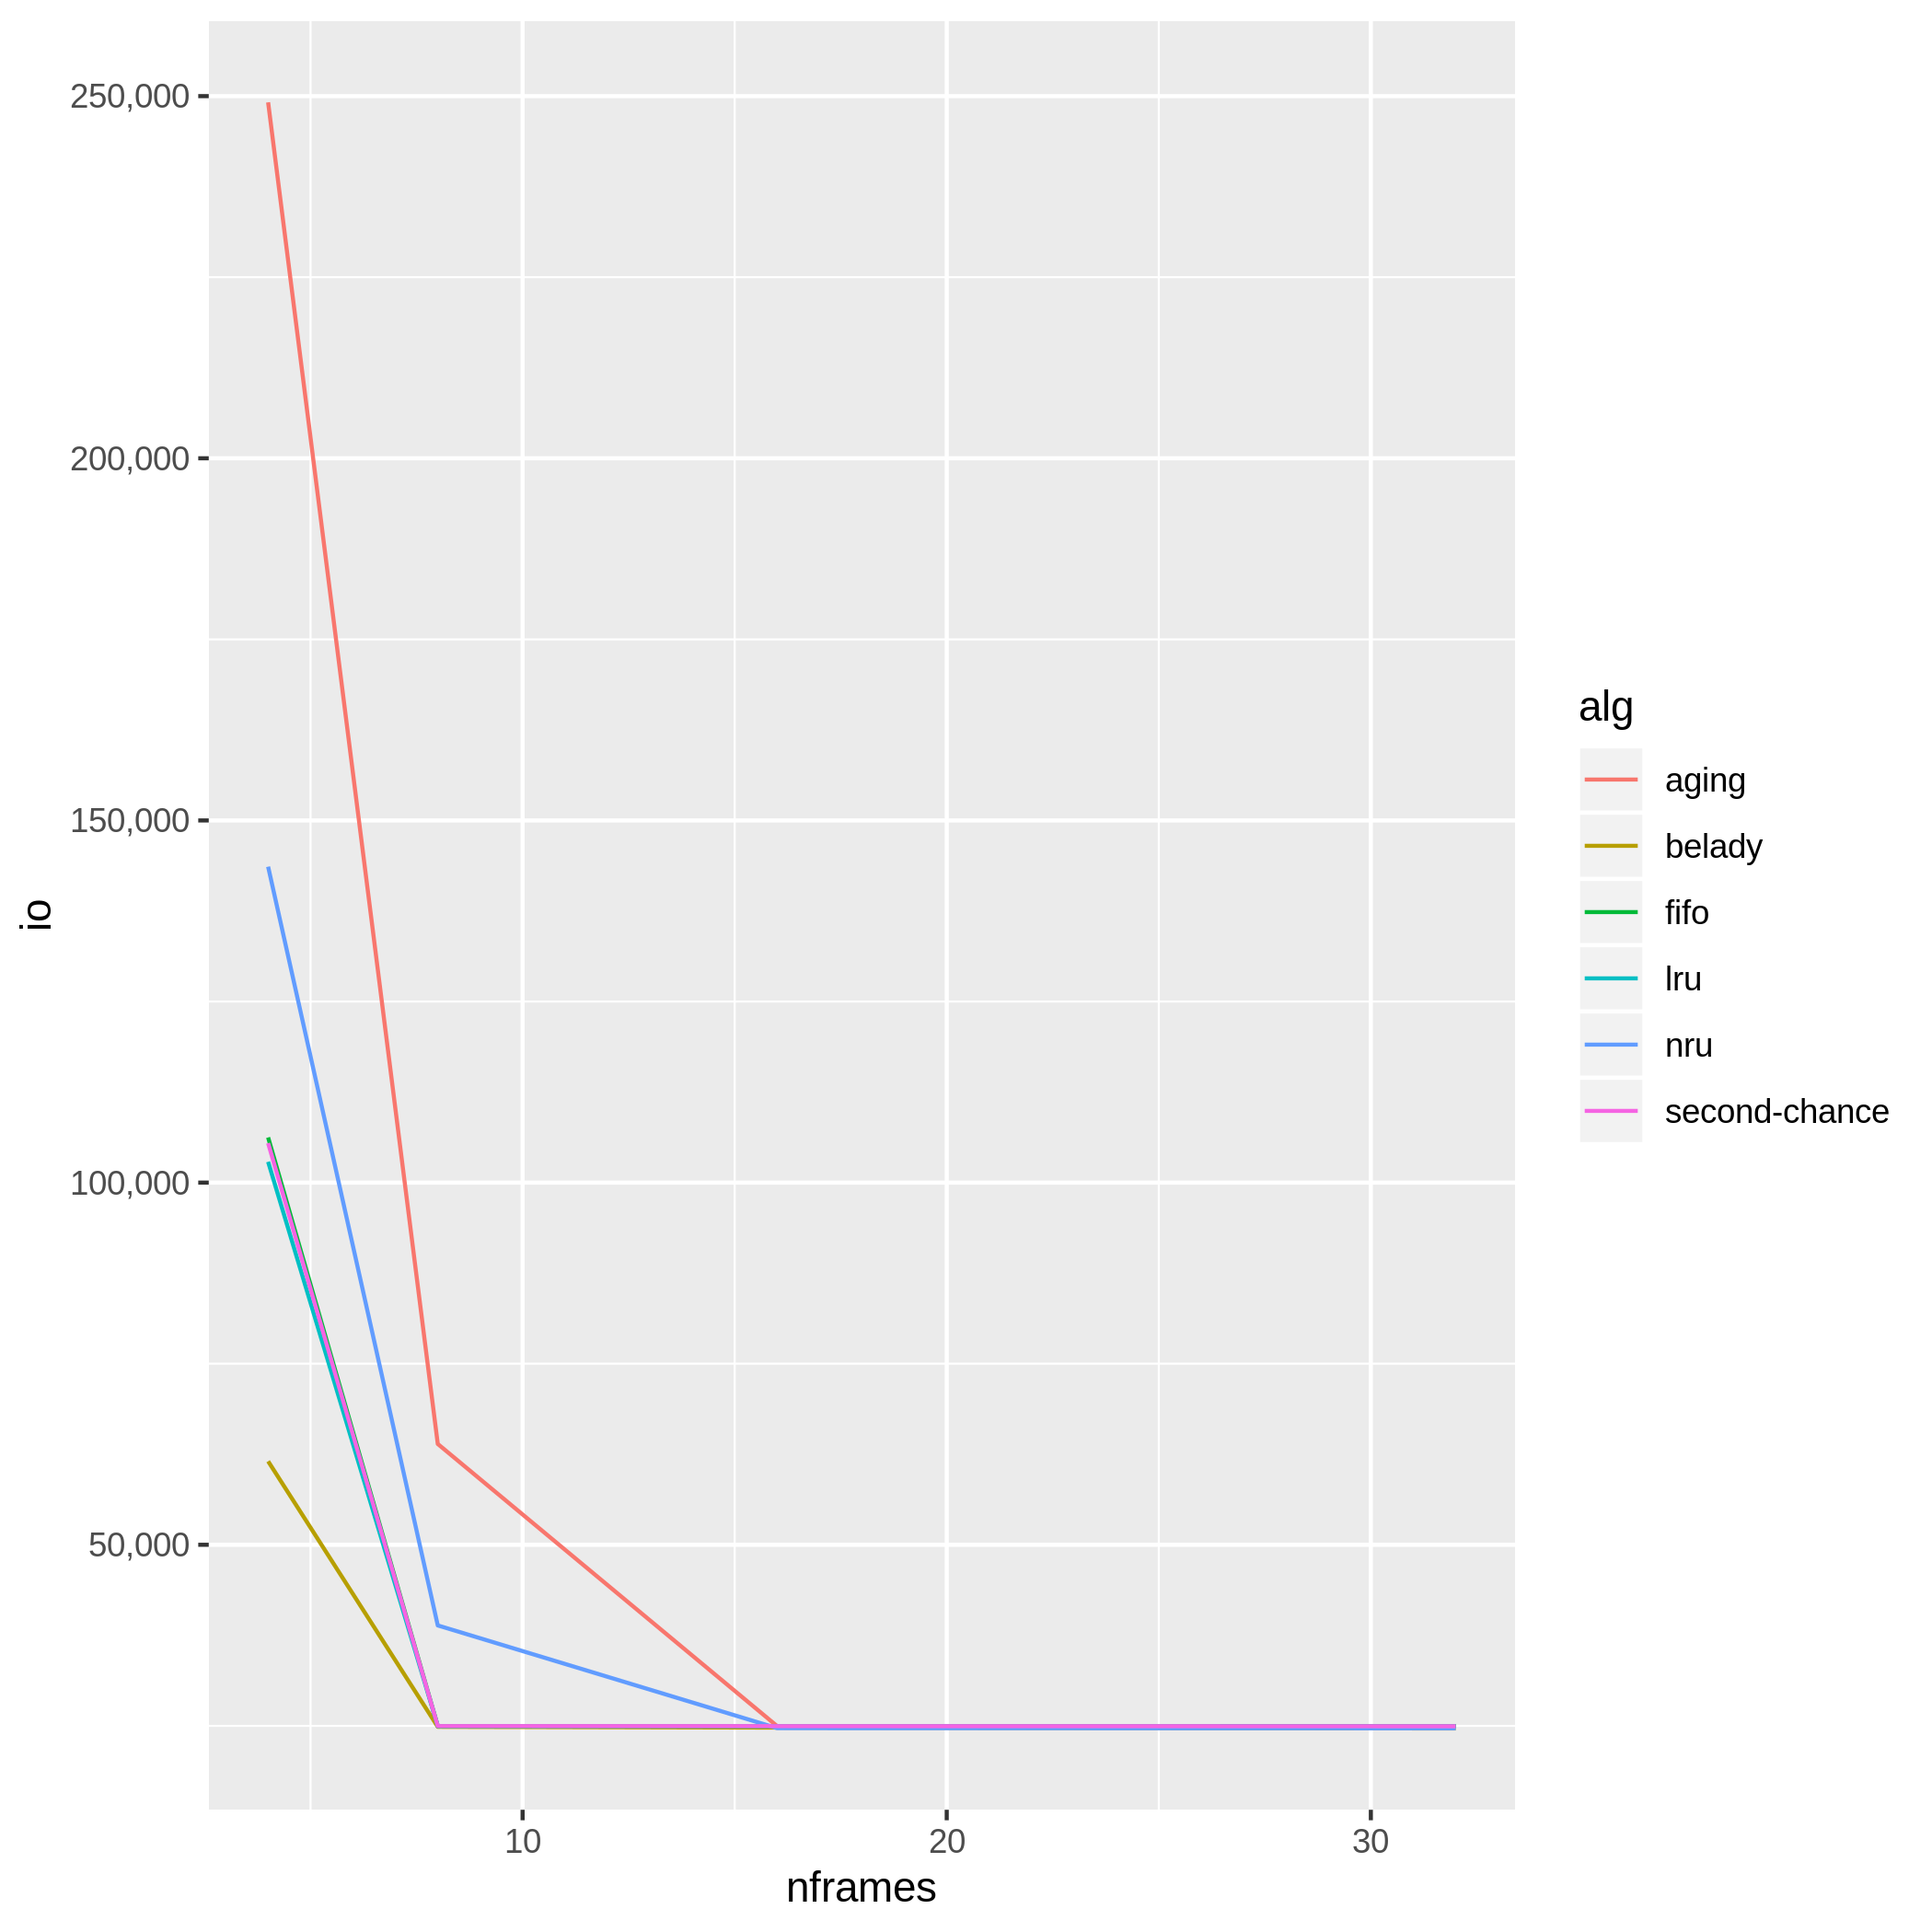 250,000
200,000
150,000
100,000
50,000
io
10 20 30
nframes
alg
aging
belady
fifo
lru
nru
second-chance